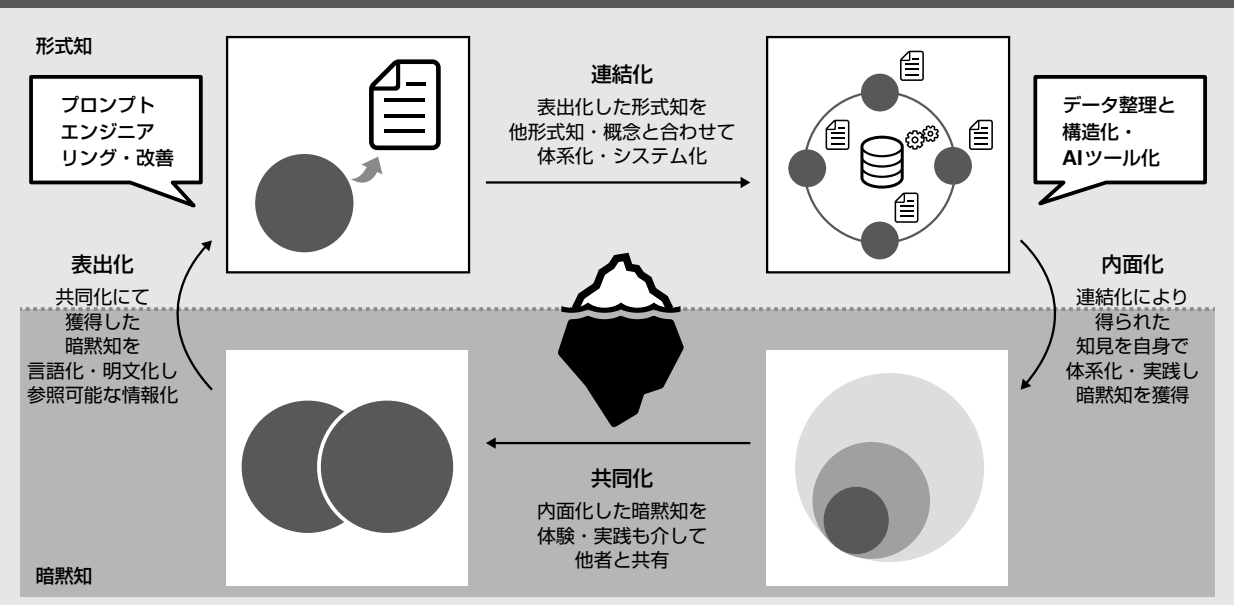 形式知
プロンプト
エンジニア
リング・改善
連結化
表出化した形式知を
他形式知・概念と合わせて
体系化・システム化
データ整理と
構造化・
AIツール化
表出化
共同化にて
獲得した
暗黙知を
言語化・明文化し
参照可能な情報化
内面化
連結化により
得られた
知見を自身で
体系化・実践し
暗黙知を獲得
共同化
内面化した暗黙知を
体験・実践も介して
他者と共有
暗黙知